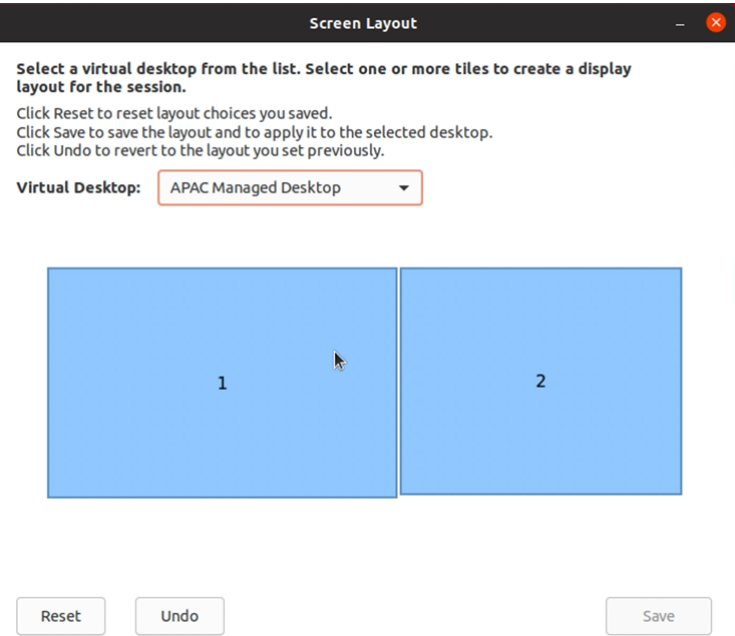 Screen Layout
Select a virtual desktop from the list. Select one or more tiles to create a display
layout for the session.
Click Reset to reset layout choices you saved.
Click Save to save the layout and to apply it to the selected desktop.
Click Undo to revert to the layout you set previously.
Virtual Desktop: APAC Managed Desktop
1 2
Reset Undo Save